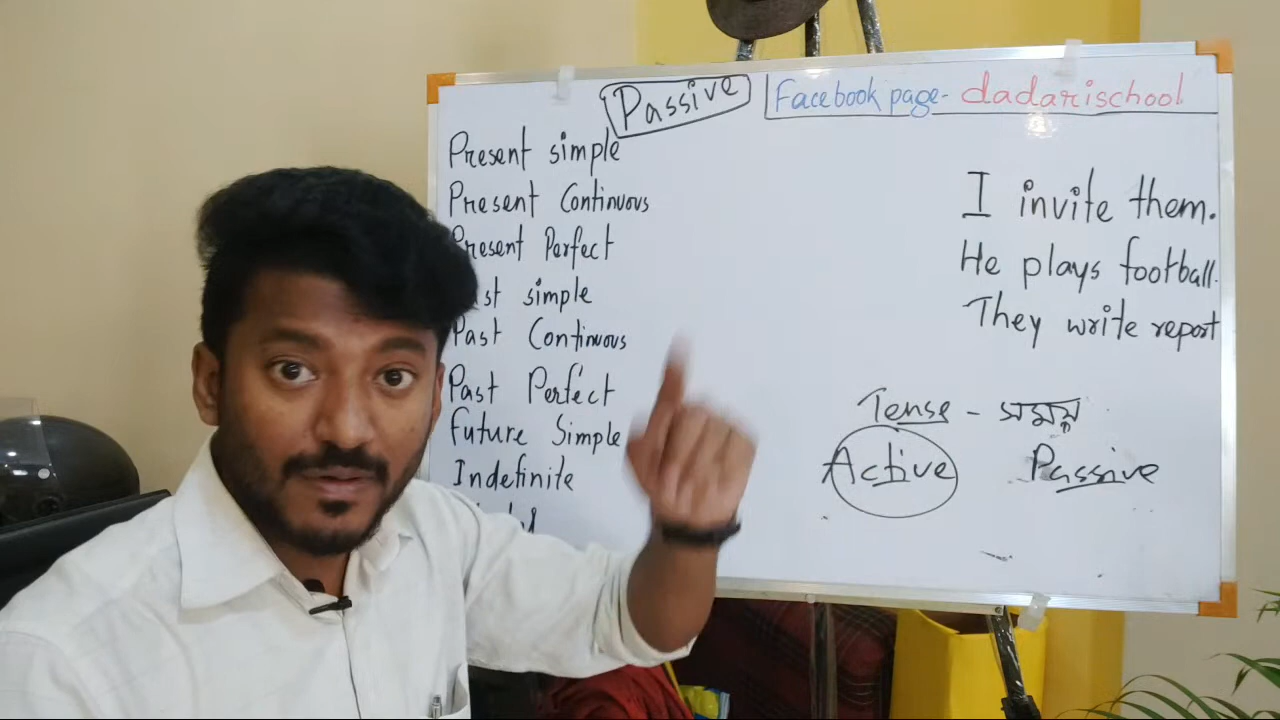 Passive
Facebook page- dadarischool
Present simple
Present Continuous
Present Perfect
simple
Past Continuous
Past Perfect
Future Simple
Indefinite
I invite them.
He plays football.
They write report
Tense - সময়
Active Passive